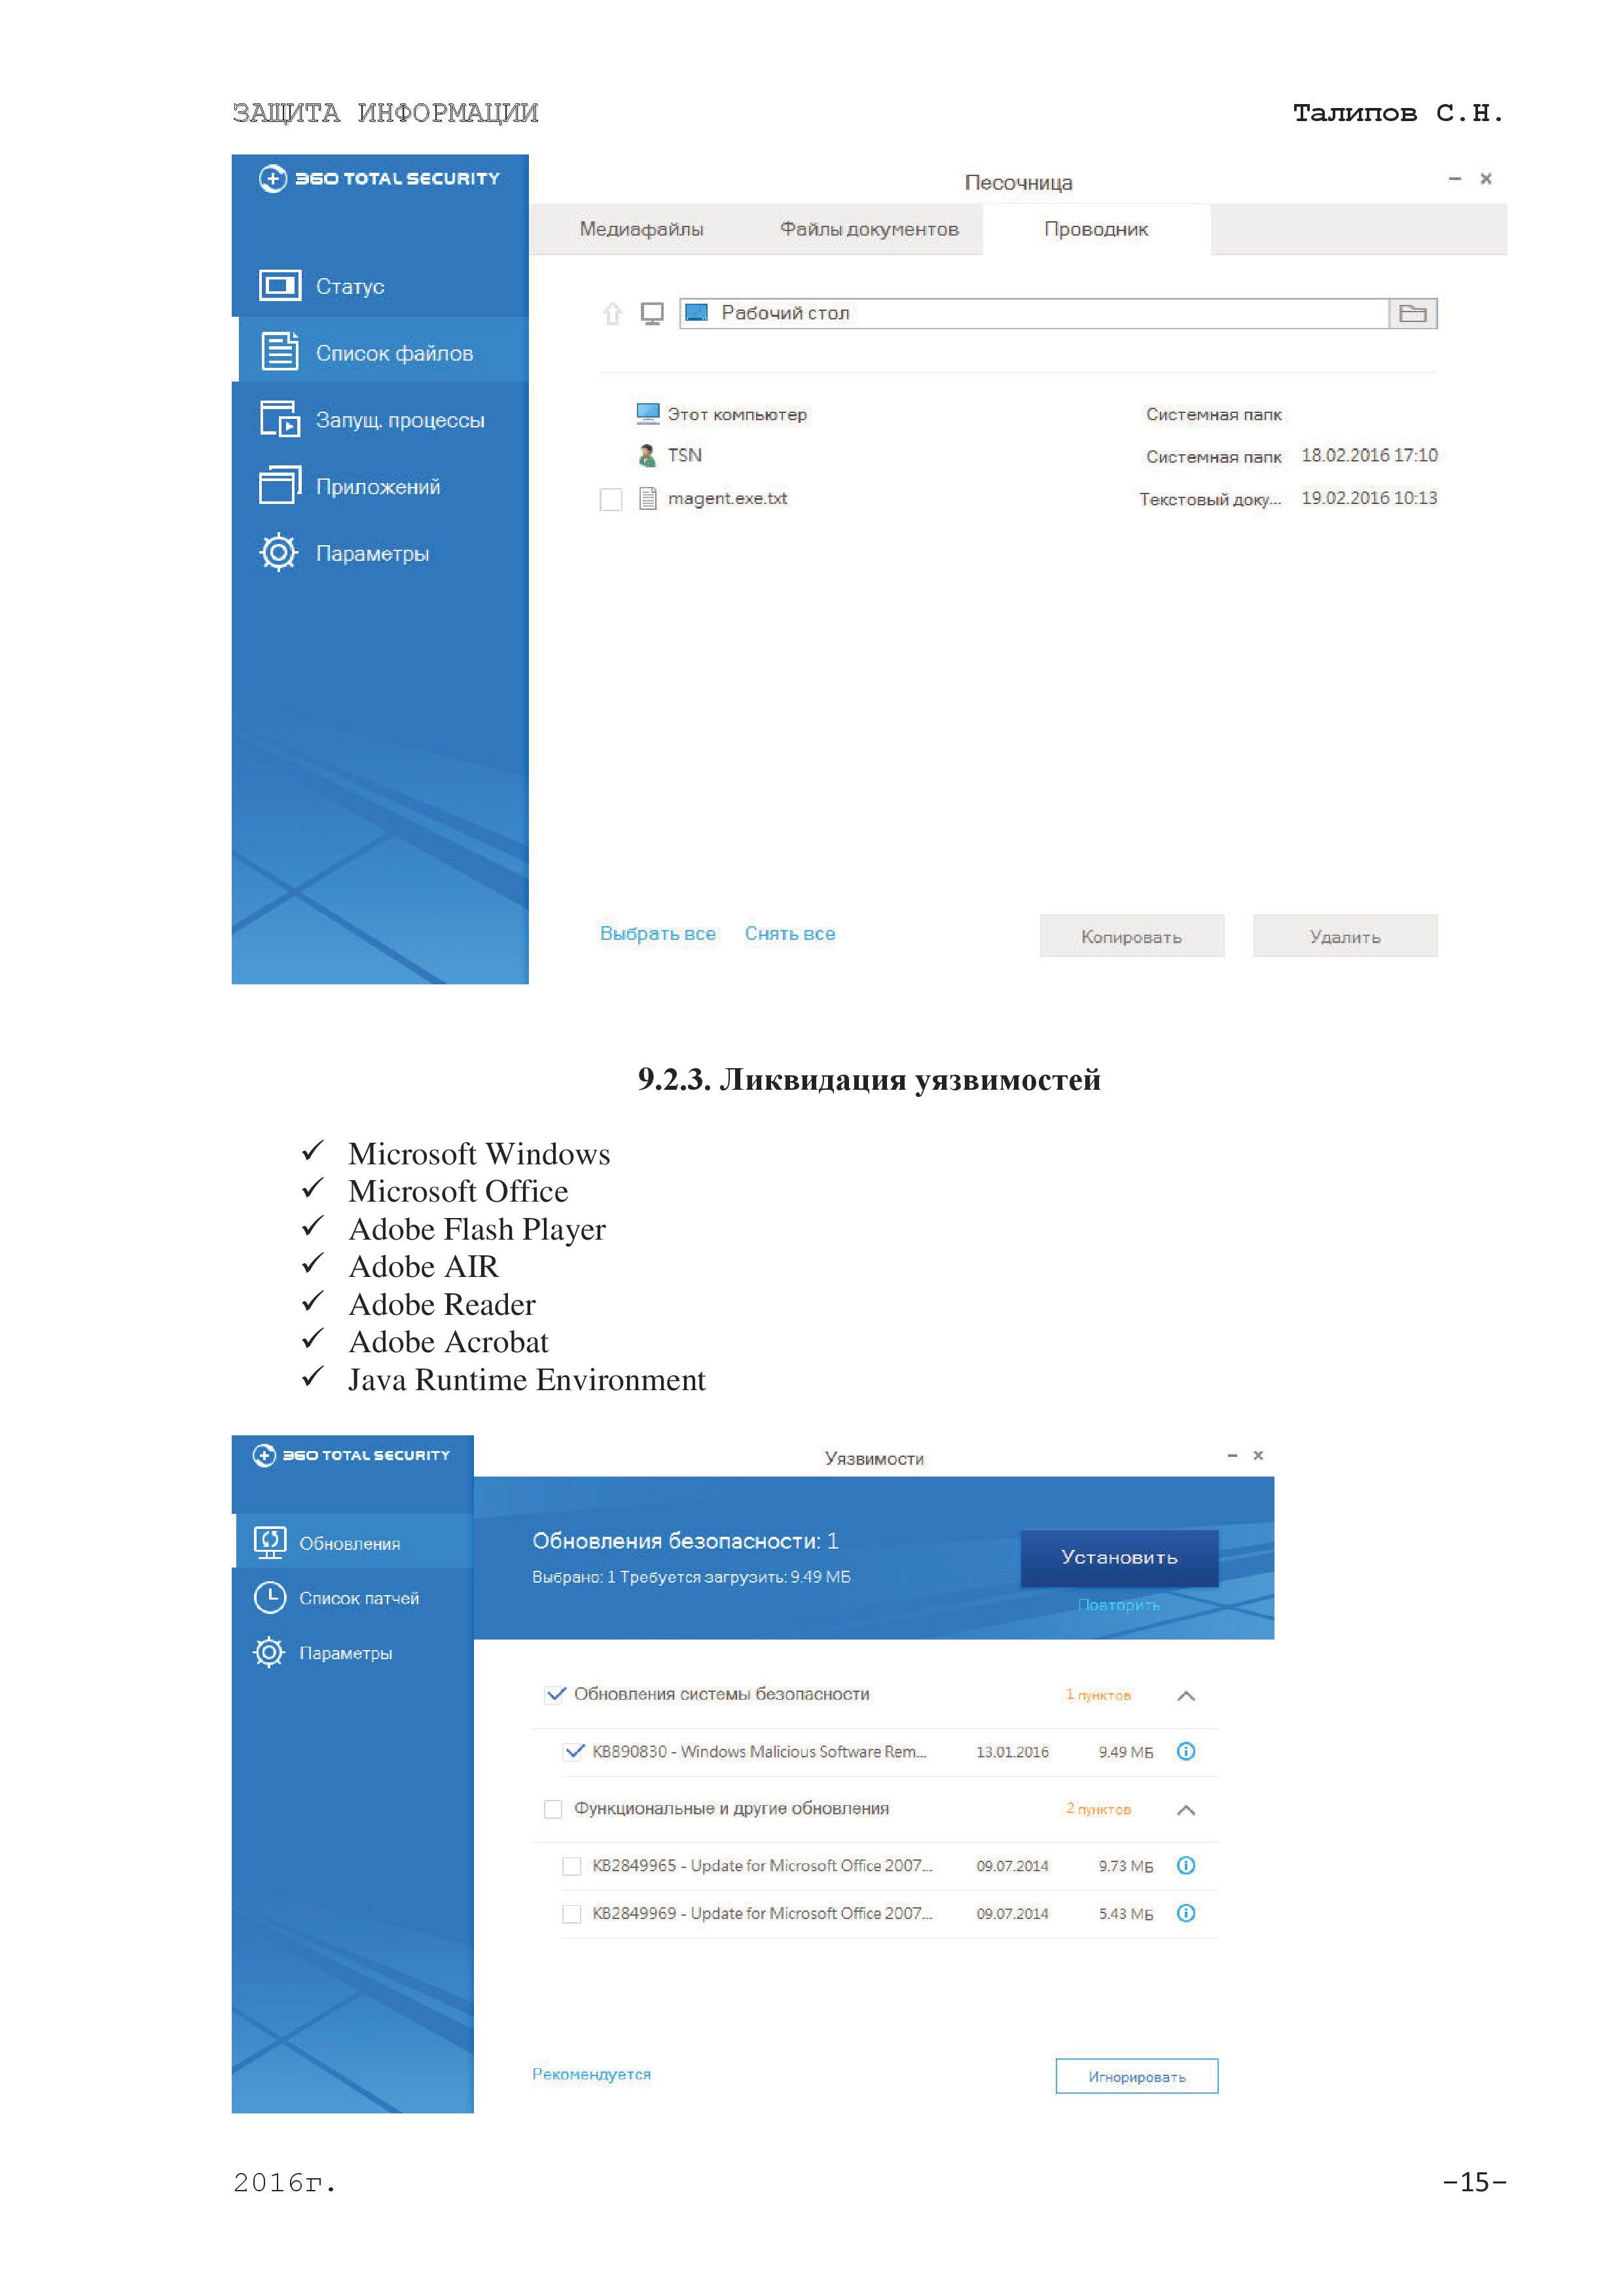 ЗАЩИТА ИНФОРМАЦИИ Талипов С.Н.
360 TOTAL SECURITY
Песочница
Медиафайлы Файлы документов Проводник
Статус
Список файлов
Запущ. процессы
Приложений
Параметры
Рабочий стол
Этот компьютер Системная папк
TSN Системная папк 18.02.2016 17:10
magent.exe.txt Текстовый доку... 19.02.2016 10:13
Выбрать все Снять все Копировать Удалить
9.2.3. Ликвидация уязвимостей
✓ Microsoft Windows
✓ Microsoft Office
✓ Adobe Flash Player
✓ Adobe AIR
✓ Adobe Reader
✓ Adobe Acrobat
✓ Java Runtime Environment
360 TOTAL SECURITY
Уязвимости
Обновления
Список патчей
Параметры
Обновления безопасности: 1
Выбрано: 1 Требуется загрузить: 9.49 МБ
Установить
Повторить
Обновления системы безопасности 1 пунктов
KB890830 - Windows Malicious Software Rem... 13.01.2016 9.49 МБ
Функциональные и другие обновления 2 пунктов
KB2849965 - Update for Microsoft Office 2007... 09.07.2014 9.73 МБ
KB2849969 - Update for Microsoft Office 2007... 09.07.2014 5.43 МБ
Рекомендуется Игнорировать
2016г. -15-